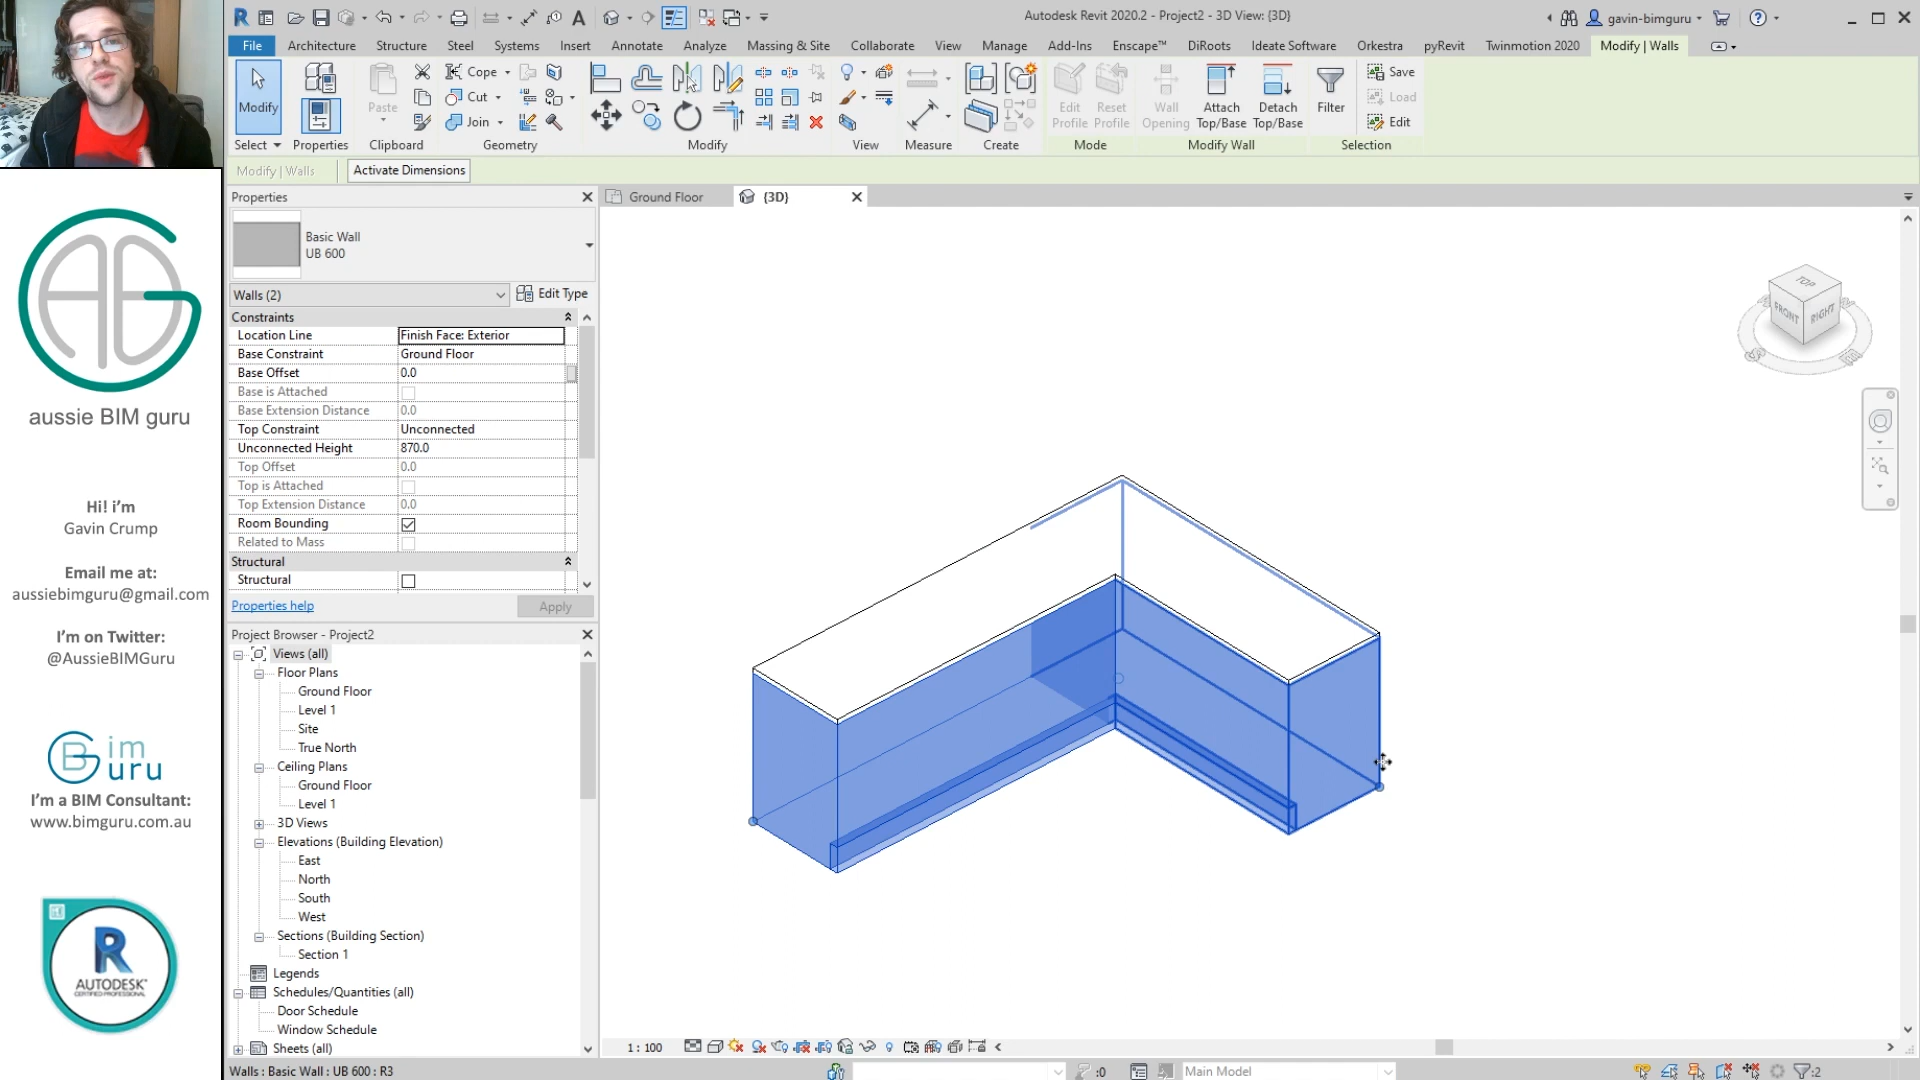 Autodesk Revit 2020.2 - Project2 - 3D View: {3D}
gavin-bimguru
File
Architecture
Structure
Steel
Systems
Insert
Annotate
Analyze
Massing & Site
Collaborate
View
Manage
Add-Ins
Enscape™
DiRoots
Ideate Software
Orkestra
pyRevit
Twinmotion 2020
Modify | Walls
Modify
Paste
Cope
Cut
Join
Edit
Profile
Reset
Profile
Wall
Opening
Attach
Top/Base
Detach
Top/Base
Filter
Save
Load
Edit
Select
Properties
Clipboard
Geometry
Modify
View
Measure
Create
Mode
Modify Wall
Selection
Modify | Walls
Activate Dimensions
Properties
Ground Floor
{3D}
Basic Wall
UB 600
Walls (2)
Edit Type
Constraints
Location Line Finish Face: Exterior
Base Constraint Ground Floor
Base Offset 0.0
Base is Attached
Base Extension Distance 0.0
Top Constraint Unconnected
Unconnected Height 870.0
Top Offset 0.0
Top is Attached
Top Extension Distance 0.0
Room Bounding
Related to Mass
Structural
Structural
Properties help
Apply
Project Browser - Project2
Views (all)
Floor Plans
Ground Floor
Level 1
Site
True North
Ceiling Plans
Ground Floor
Level 1
3D Views
Elevations (Building Elevation)
East
North
South
West
Sections (Building Section)
Section 1
Legends
Schedules/Quantities (all)
Door Schedule
Window Schedule
Sheets (all)
TOP
FRONT
RIGHT
1 : 100
Walls : Basic Wall : UB 600 : R3
:0
Main Model
:2
aussie BIM guru
Hi! i'm
Gavin Crump
Email me at:
aussiebimguru@gmail.com
I'm on Twitter:
@AussieBIMGuru
Bim
Guru
I'm a BIM Consultant:
www.bimguru.com.au
R
AUTODESK
CERTIFIED PROFESSIONAL